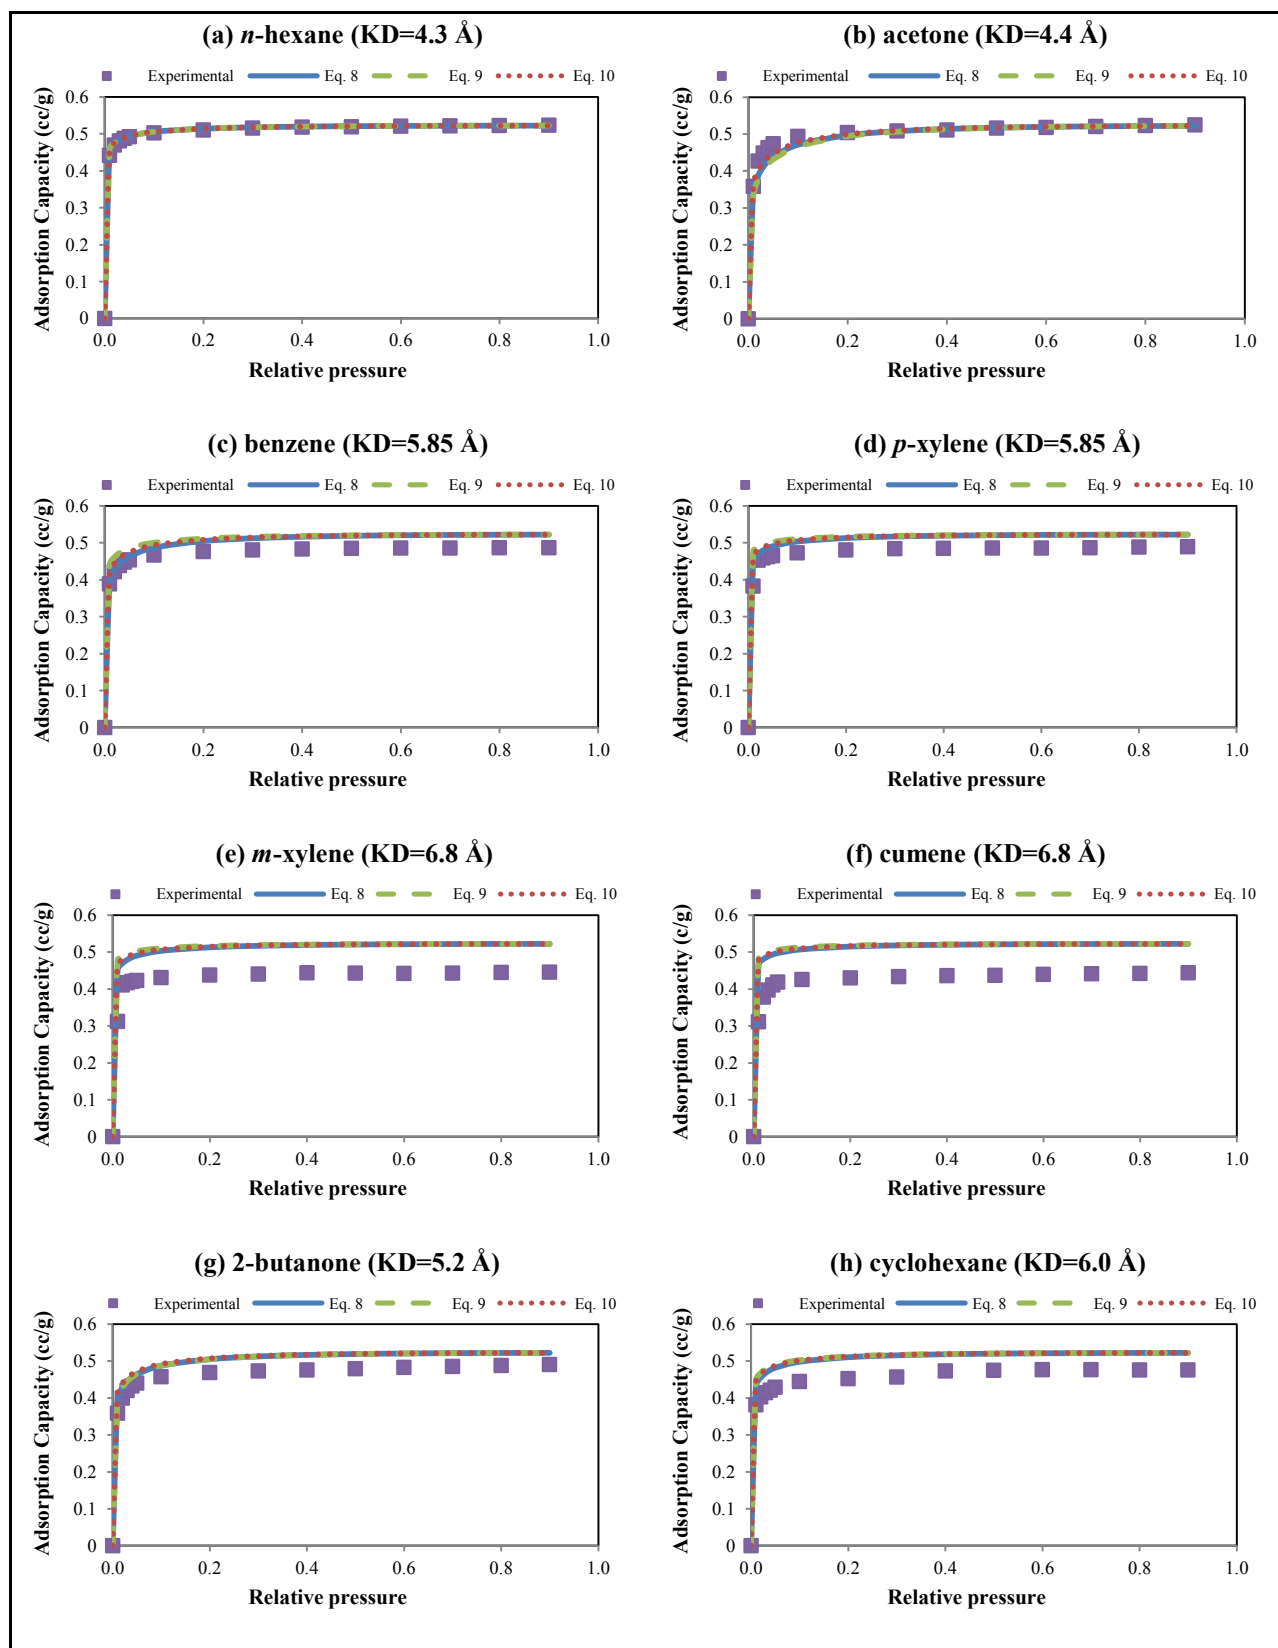 (a) n-hexane (KD=4.3 Å)
Experimental Eq. 8 Eq. 9 Eq. 10
Adsorption Capacity (cc/g)
0.6
0.5
0.4
0.3
0.2
0.1
0
0.0 0.2 0.4 0.6 0.8 1.0
Relative pressure
(b) acetone (KD=4.4 Å)
Experimental Eq. 8 Eq. 9 Eq. 10
Adsorption Capacity (cc/g)
0.6
0.5
0.4
0.3
0.2
0.1
0
0.0 0.2 0.4 0.6 0.8 1.0
Relative pressure
(c) benzene (KD=5.85 Å)
Experimental Eq. 8 Eq. 9 Eq. 10
Adsorption Capacity (cc/g)
0.6
0.5
0.4
0.3
0.2
0.1
0
0.0 0.2 0.4 0.6 0.8 1.0
Relative pressure
(d) p-xylene (KD=5.85 Å)
Experimental Eq. 8 Eq. 9 Eq. 10
Adsorption Capacity (cc/g)
0.6
0.5
0.4
0.3
0.2
0.1
0
0.0 0.2 0.4 0.6 0.8 1.0
Relative pressure
(e) m-xylene (KD=6.8 Å)
Experimental Eq. 8 Eq. 9 Eq. 10
Adsorption Capacity (cc/g)
0.6
0.5
0.4
0.3
0.2
0.1
0
0.0 0.2 0.4 0.6 0.8 1.0
Relative pressure
(f) cumene (KD=6.8 Å)
Experimental Eq. 8 Eq. 9 Eq. 10
Adsorption Capacity (c/g)
0.6
0.5
0.4
0.3
0.2
0.1
0
0.0 0.2 0.4 0.6 0.8 1.0
Relative pressure
(g) 2-butanone (KD=5.2 Å)
Experimental Eq. 8 Eq. 9 Eq. 10
Adsorption Capacity (cc/g)
0.6
0.5
0.4
0.3
0.2
0.1
0
0.0 0.2 0.4 0.6 0.8 1.0
Relative pressure
(h) cyclohexane (KD=6.0 Å)
Experimental Eq. 8 Eq. 9 Eq. 10
Adsorption Capacity (cc/g)
0.6
0.5
0.4
0.3
0.2
0.1
0
0.0 0.2 0.4 0.6 0.8 1.0
Relative pressure